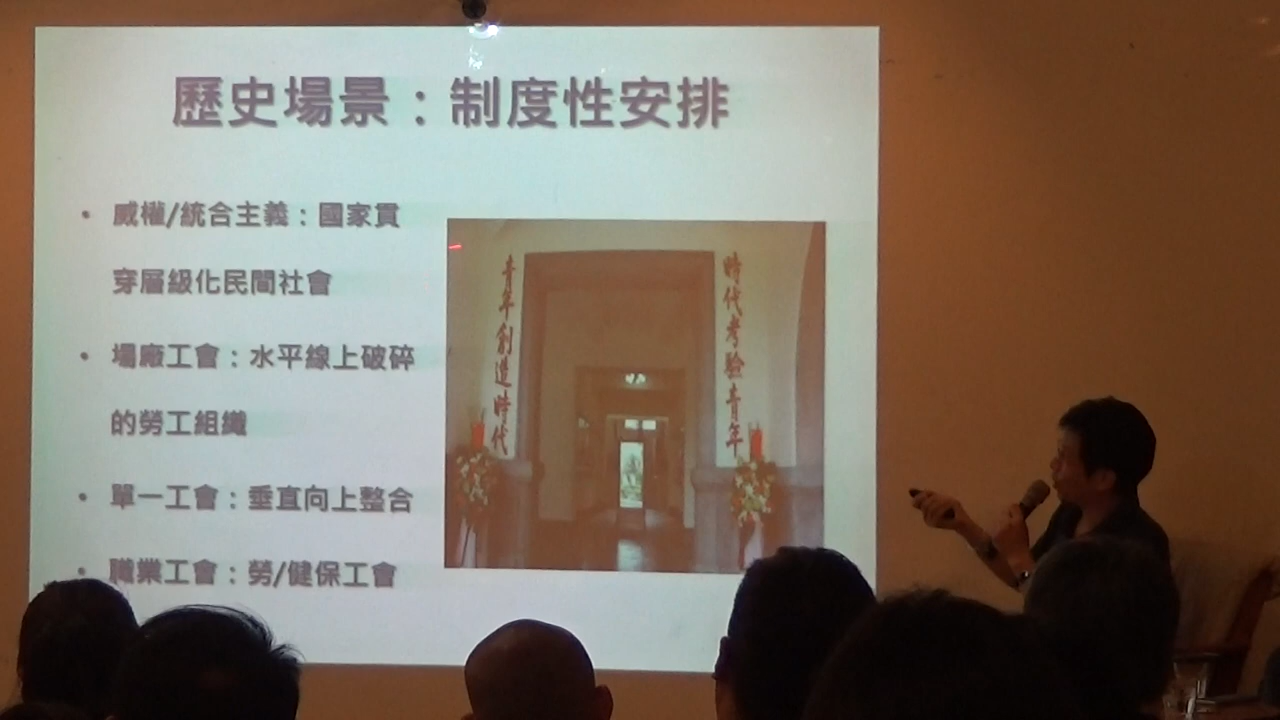 歷史場景：制度性安排
• 威權/統合主義：國家貫
穿層級化民間社會
• 場廠工會：水平線上破碎
的勞工組織
• 單一工會：垂直向上整合
• 職業工會：勞/健保工會
時代考驗青年
青年創造時代